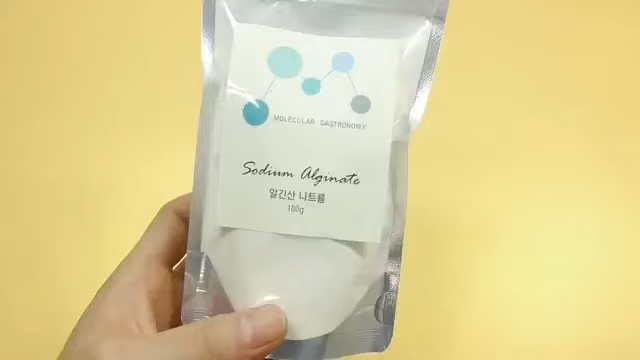 MOLECULAR GASTRONOMY
Sodium Alginate
알긴산 나트륨
100g